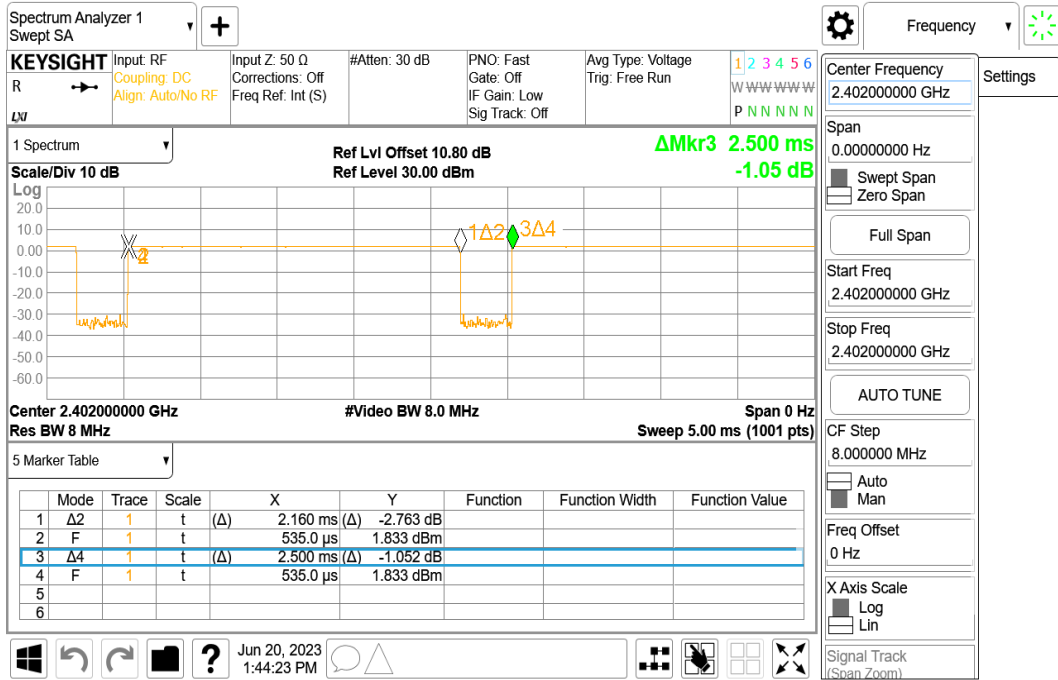 Spectrum Analyzer 1
Swept SA
Frequency
KEYSIGHT
R
LXI
Input: RF
Coupling: DC
Align: Auto/No RF
Input Z: 50 Ω
Corrections: Off
Freq Ref: Int (S)
#Atten: 30 dB
PNO: Fast
Gate: Off
IF Gain: Low
Sig Track: Off
Avg Type: Voltage
Trig: Free Run
1 2 3 4 5 6
W W W W W W
P N N N N N
1 Spectrum
Scale/Div 10 dB
Ref Lvl Offset 10.80 dB
Ref Level 30.00 dBm
ΔMkr3 2.500 ms
-1.05 dB
Log
20.0
10.0
0.00
-10.0
-20.0
-30.0
-40.0
-50.0
-60.0
1Δ2
3Δ4
Center 2.402000000 GHz
#Video BW 8.0 MHz
Span 0 Hz
Res BW 8 MHz
Sweep 5.00 ms (1001 pts)
5 Marker Table
Mode Trace Scale X Y Function Function Width Function Value
1 Δ2 1 t (Δ) 2.160 ms (Δ) -2.763 dB
2 F 1 t 535.0 µs 1.833 dBm
3 Δ4 1 t (Δ) 2.500 ms (Δ) -1.052 dB
4 F 1 t 535.0 µs 1.833 dBm
5
6
Jun 20, 2023
1:44:23 PM
Center Frequency
2.402000000 GHz
Settings
Span
0.00000000 Hz
Swept Span
Zero Span
Full Span
Start Freq
2.402000000 GHz
Stop Freq
2.402000000 GHz
AUTO TUNE
CF Step
8.000000 MHz
Auto
Man
Freq Offset
0 Hz
X Axis Scale
Log
Lin
Signal Track
(Span Zoom)